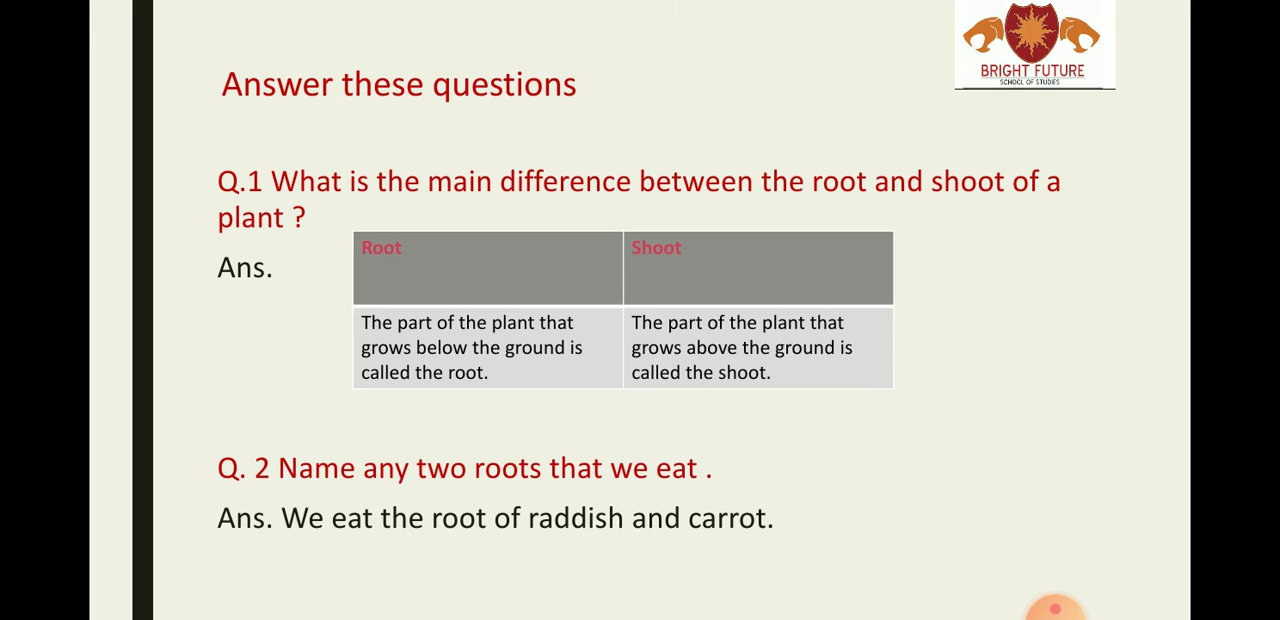 BRIGHT FUTURE
SCHOOL OF STUDIES
Answer these questions
Q.1 What is the main difference between the root and shoot of a
plant ?
Ans.
Root
Shoot
The part of the plant that
grows below the ground is
called the root.
The part of the plant that
grows above the ground is
called the shoot.
Q. 2 Name any two roots that we eat .
Ans. We eat the root of raddish and carrot.